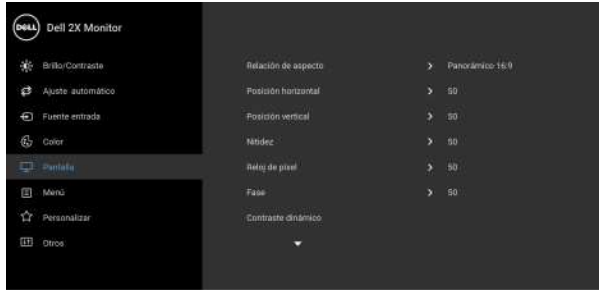 DELL
Dell 2X Monitor
Brillo/Contraste
Ajuste automático
Fuente entrada
Color
Pantalla
Menú
Personalizar
Otros
Relación de aspecto
Panorámico 16:9
Posición horizontal
50
Posición vertical
50
Nitidez
50
Reloj de píxel
50
Fase
50
Contraste dinámico